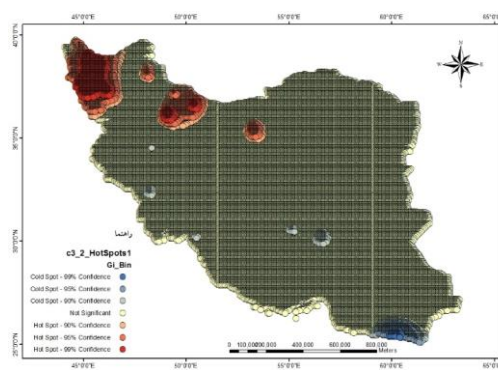 45°0'0"E 50°0'0"E 55°0'0"E 60°0'0"E 65°0'0"E
40°0'0"N
N
W E
S
35°0'0"N
30°0'0"N
25°0'0"N
راهنما
c3_2_HotSpots1
Gi_Bin
Cold Spot - 99% Confidence
Cold Spot - 95% Confidence
Cold Spot - 90% Confidence
Not Significant
Hot Spot - 90% Confidence
Hot Spot - 95% Confidence
Hot Spot - 99% Confidence
0 100,000200,000 400,000 600,000 800,000
Meters